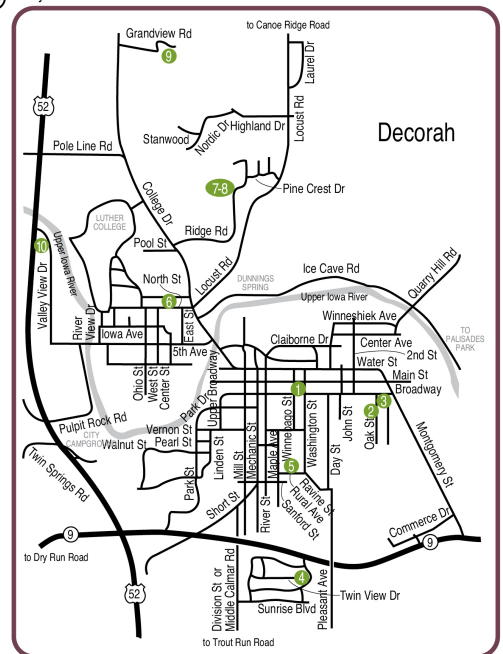 Grandview Rd
to Canoe Ridge Road
9
Laurel Dr
52
Locust Rd
Nordic Dr
Highland Dr
Stanwood
Decorah
Pole Line Rd
7-8
Pine Crest Dr
College Dr
LUTHER
COLLEGE
Ridge Rd
Pool St
10
Upper Iowa River
Valley View Dr
Locust Rd
DUNNINGS
SPRING
Ice Cave Rd
Quarry Hill Rd
North St
6
Upper Iowa River
River
View Dr
East St
Winneshiek Ave
TO
PALISADES
PARK
Iowa Ave
Claiborne Dr
Center Ave
2nd St
5th Ave
Water St
Ohio St
West St
Center St
Upper Broadway
Main St
Broadway
1
3
2
Park Dr
Pulpit Rock Rd
CITY
CAMPGRO
Vernon St
Pearl St
Walnut St
Linden St
Mill St
Mechanic St
Maple Ave
Winnebago St
Washington St
John St
Oak St
Day St
Montgomery St
Twin Springs Rd
Park St
5
Ravine St
Rural Ave
Sanford St
River St
Short St
Commerce Dr
9
9
to Dry Run Road
Division St or
Middle Calmar Rd
4
Twin View Dr
Pleasant Ave
52
Sunrise Blvd
to Trout Run Road